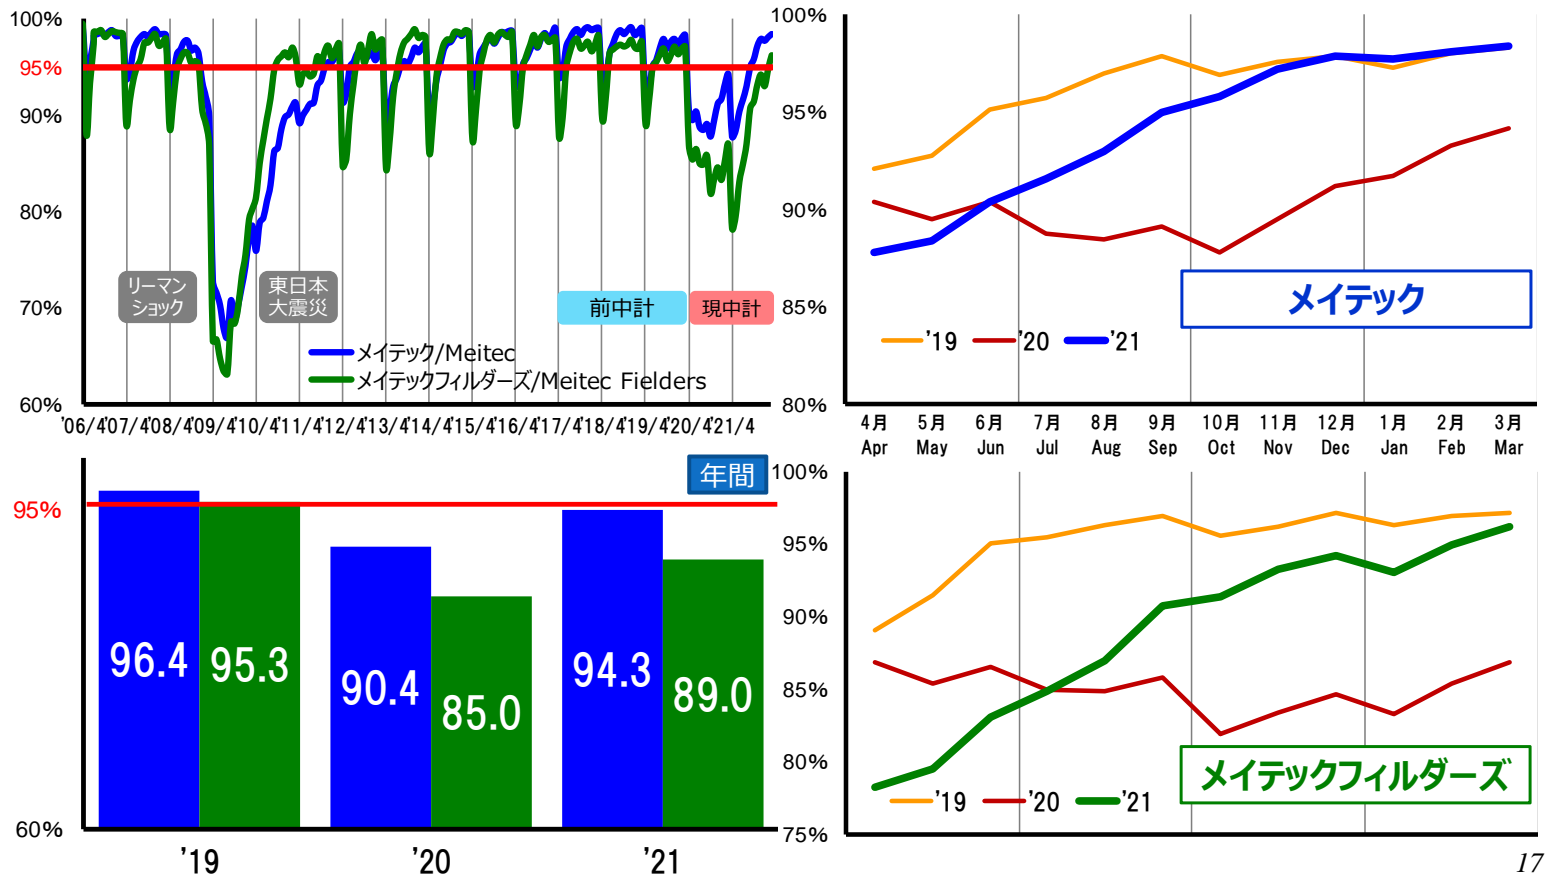 100%
95%
90%
80%
70%
60%
リーマン
ショック
東日本
大震災
前中計
現中計
メイテック/Meitec
メイテックフィルダーズ/Meitec Fielders
'06/4 '07/4 '08/4 '09/4 '10/4 '11/4 '12/4 '13/4 '14/4 '15/4 '16/4 '17/4 '18/4 '19/4 '20/4 '21/4
100%
95%
90%
85%
80%
メイテック
'19 '20 '21
4月 5月 6月 7月 8月 9月 10月 11月 12月 1月 2月 3月
Apr May Jun Jul Aug Sep Oct Nov Dec Jan Feb Mar
年間
95%
60%
96.4 95.3 90.4 85.0 94.3 89.0
'19 '20 '21
100%
95%
90%
85%
80%
75%
メイテックフィルダーズ
'19 '20 '21
17